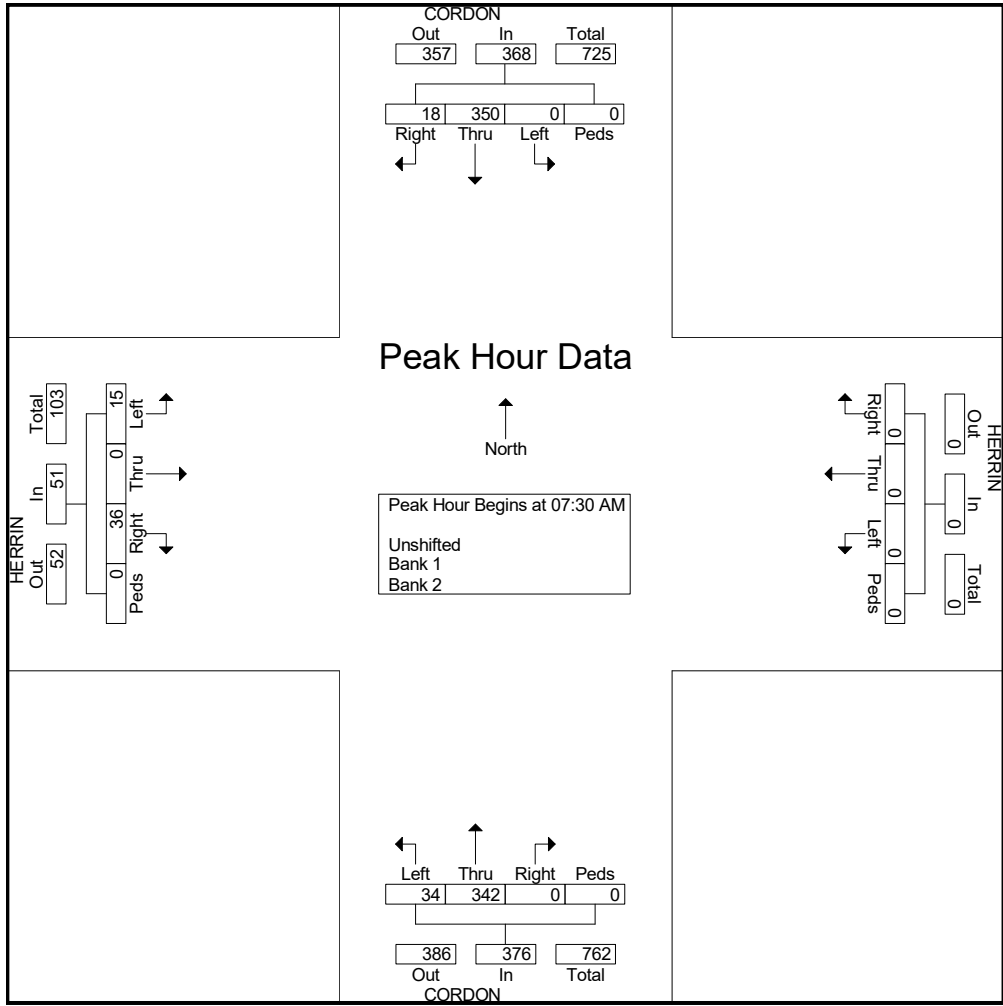 CORDON
Out In Total
357 368 725
18 350 0 0
Right Thru Left Peds
Peak Hour Data
North
Peak Hour Begins at 07:30 AM
Unshifted
Bank 1
Bank 2
HERRIN
Out In Total
52 51 103
15 0 36 0
Left Thru Right Peds
HERRIN
Out In Total
0 0 0
0 0 0 0
Right Thru Left Peds
Left Thru Right Peds
34 342 0 0
386 376 762
Out In Total
CORDON